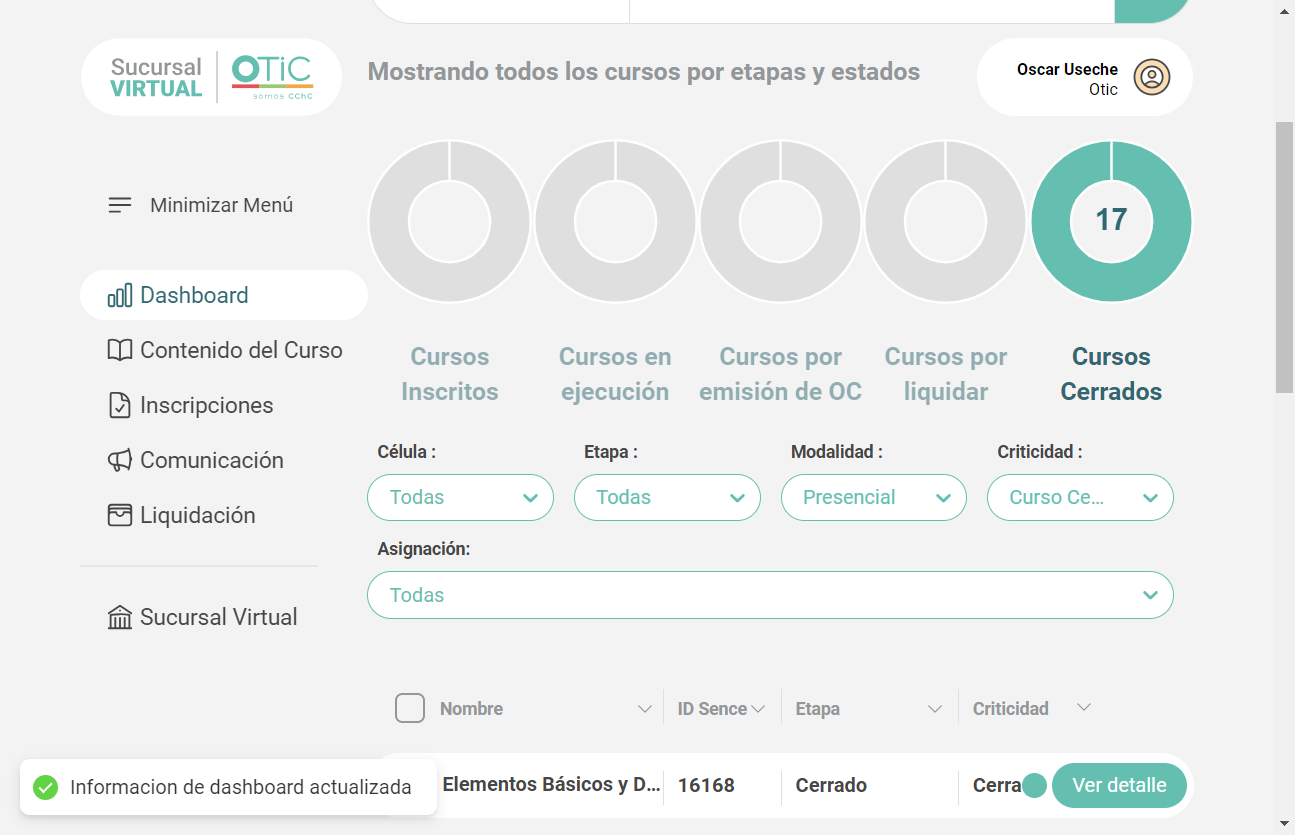 Sucursal
VIRTUAL
OTiC
somos CChC
Mostrando todos los cursos por etapas y estados
Oscar Useche
Otic
Minimizar Menú
Dashboard
Contenido del Curso
Inscripciones
Comunicación
Liquidación
Sucursal Virtual
17
Cursos
Inscritos
Cursos en
ejecución
Cursos por
emisión de OC
Cursos por
liquidar
Cursos
Cerrados
Célula :
Etapa :
Modalidad :
Criticidad :
Todas
Todas
Presencial
Curso Ce...
Asignación:
Todas
Nombre
ID Sence
Etapa
Criticidad
Elementos Básicos y D...
16168
Cerrado
Cerra
Ver detalle
Informacion de dashboard actualizada